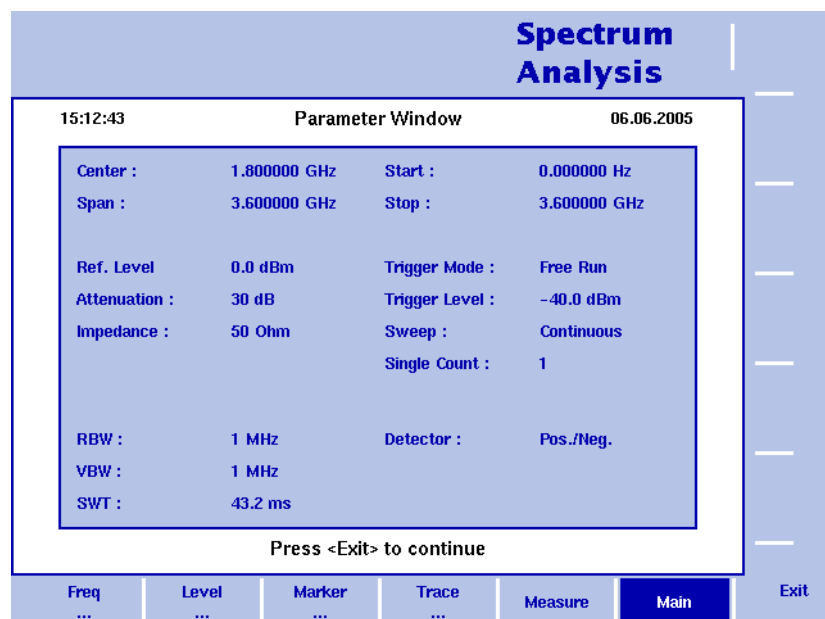 Spectrum
Analysis
15:12:43 Parameter Window 06.06.2005
Center : 1.800000 GHz Start : 0.000000 Hz
Span : 3.600000 GHz Stop : 3.600000 GHz
Ref. Level 0.0 dBm Trigger Mode : Free Run
Attenuation : 30 dB Trigger Level : -40.0 dBm
Impedance : 50 Ohm Sweep : Continuous
Single Count : 1
RBW : 1 MHz Detector : Pos./Neg.
VBW : 1 MHz
SWT : 43.2 ms
Press <Exit> to continue
Freq Level Marker Trace Measure Main Exit
... ... ... ...